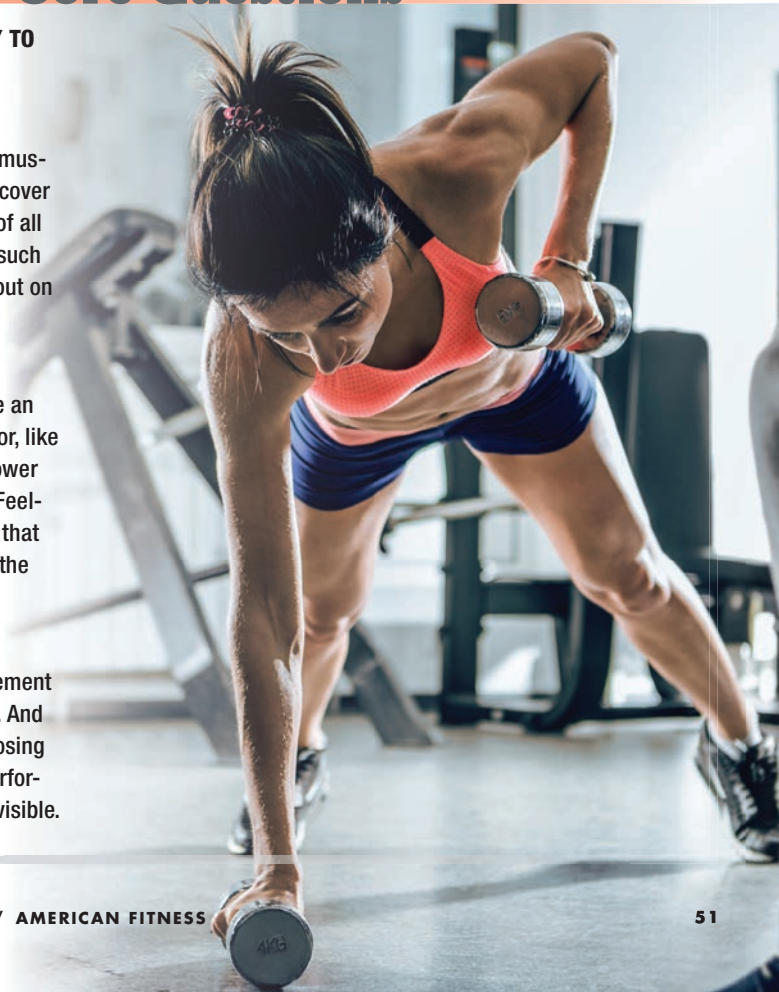 Core Questions
TO
mus-
cover
of all
such
out on
e an
or, like
ower
Feel-
that
the
ement
. And
osing
rfor-
visible.
/ AMERICAN FITNESS
51
4KG